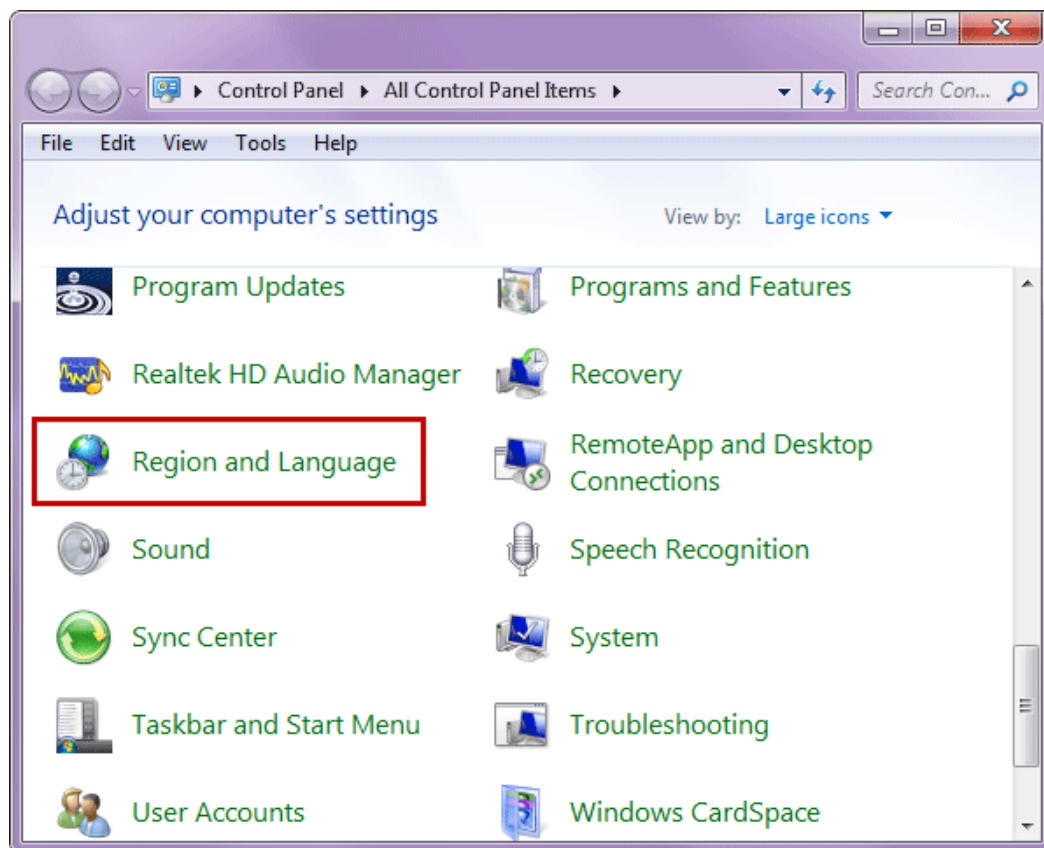 Control Panel ▸ All Control Panel Items ▸ Search Con...
File Edit View Tools Help
Adjust your computer's settings View by: Large icons
Program Updates Programs and Features
Realtek HD Audio Manager Recovery
Region and Language RemoteApp and Desktop
Connections
Sound Speech Recognition
Sync Center System
Taskbar and Start Menu Troubleshooting
User Accounts Windows CardSpace